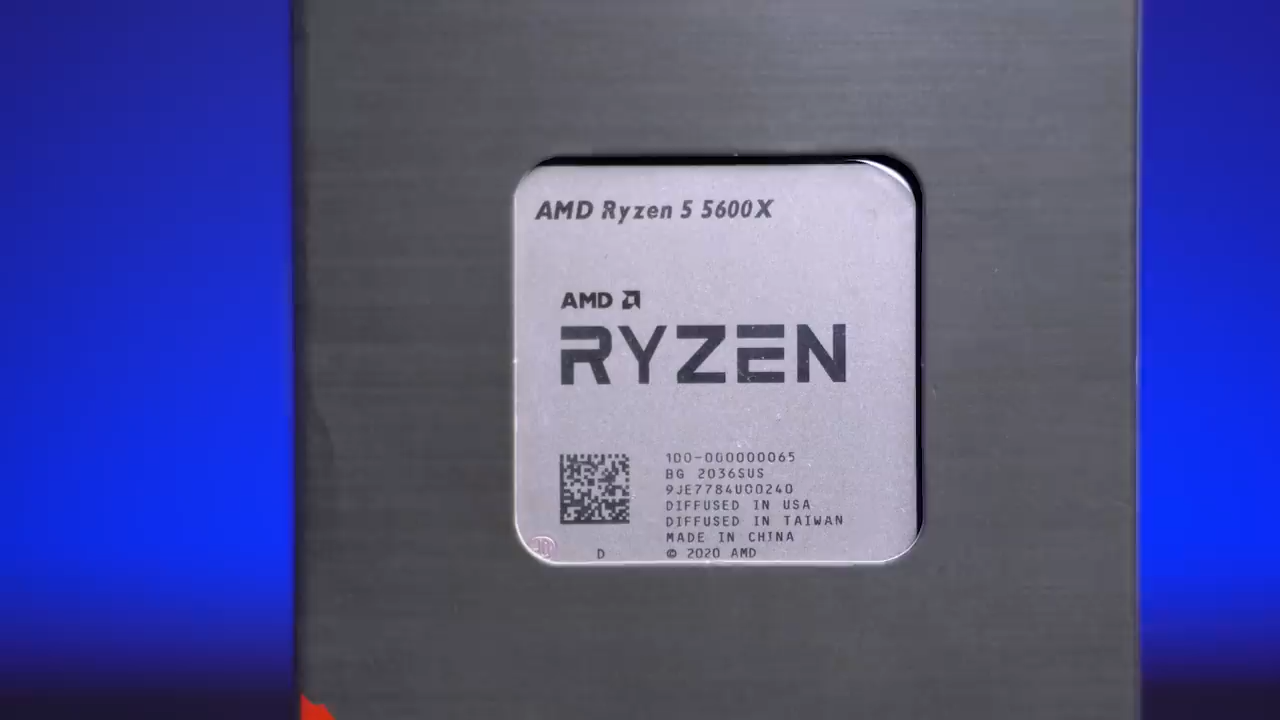 AMD Ryzen 5 5600X
AMD
RYZEN
100-000000065
BG 2036SUS
9JE7784U00240
DIFFUSED IN USA
DIFFUSED IN TAIWAN
MADE IN CHINA
D © 2020 AMD